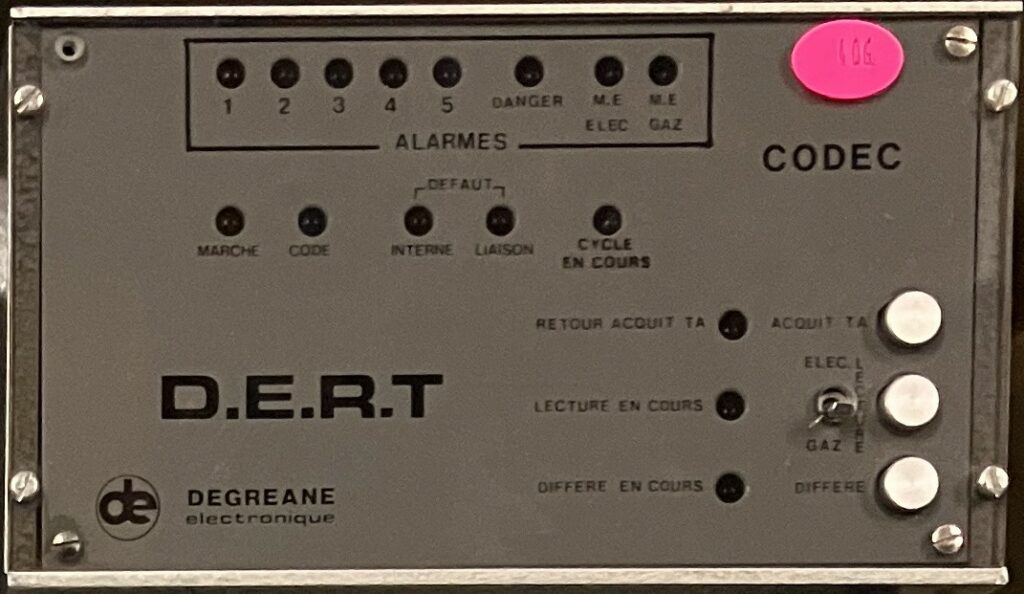 1 2 3 4 5 DANGER M.E M.E
ELEC GAZ
ALARMES
CODEC
DEFAUT
MARCHE CODE INTERNE LIAISON CYCLE
EN COURS
RETOUR ACQUIT TA ACQUIT TA
ELEC.
LECTURE
LECTURE EN COURS
GAZ
D.E.R.T
DIFFERE EN COURS DIFFERE
de DEGREANE
electronique